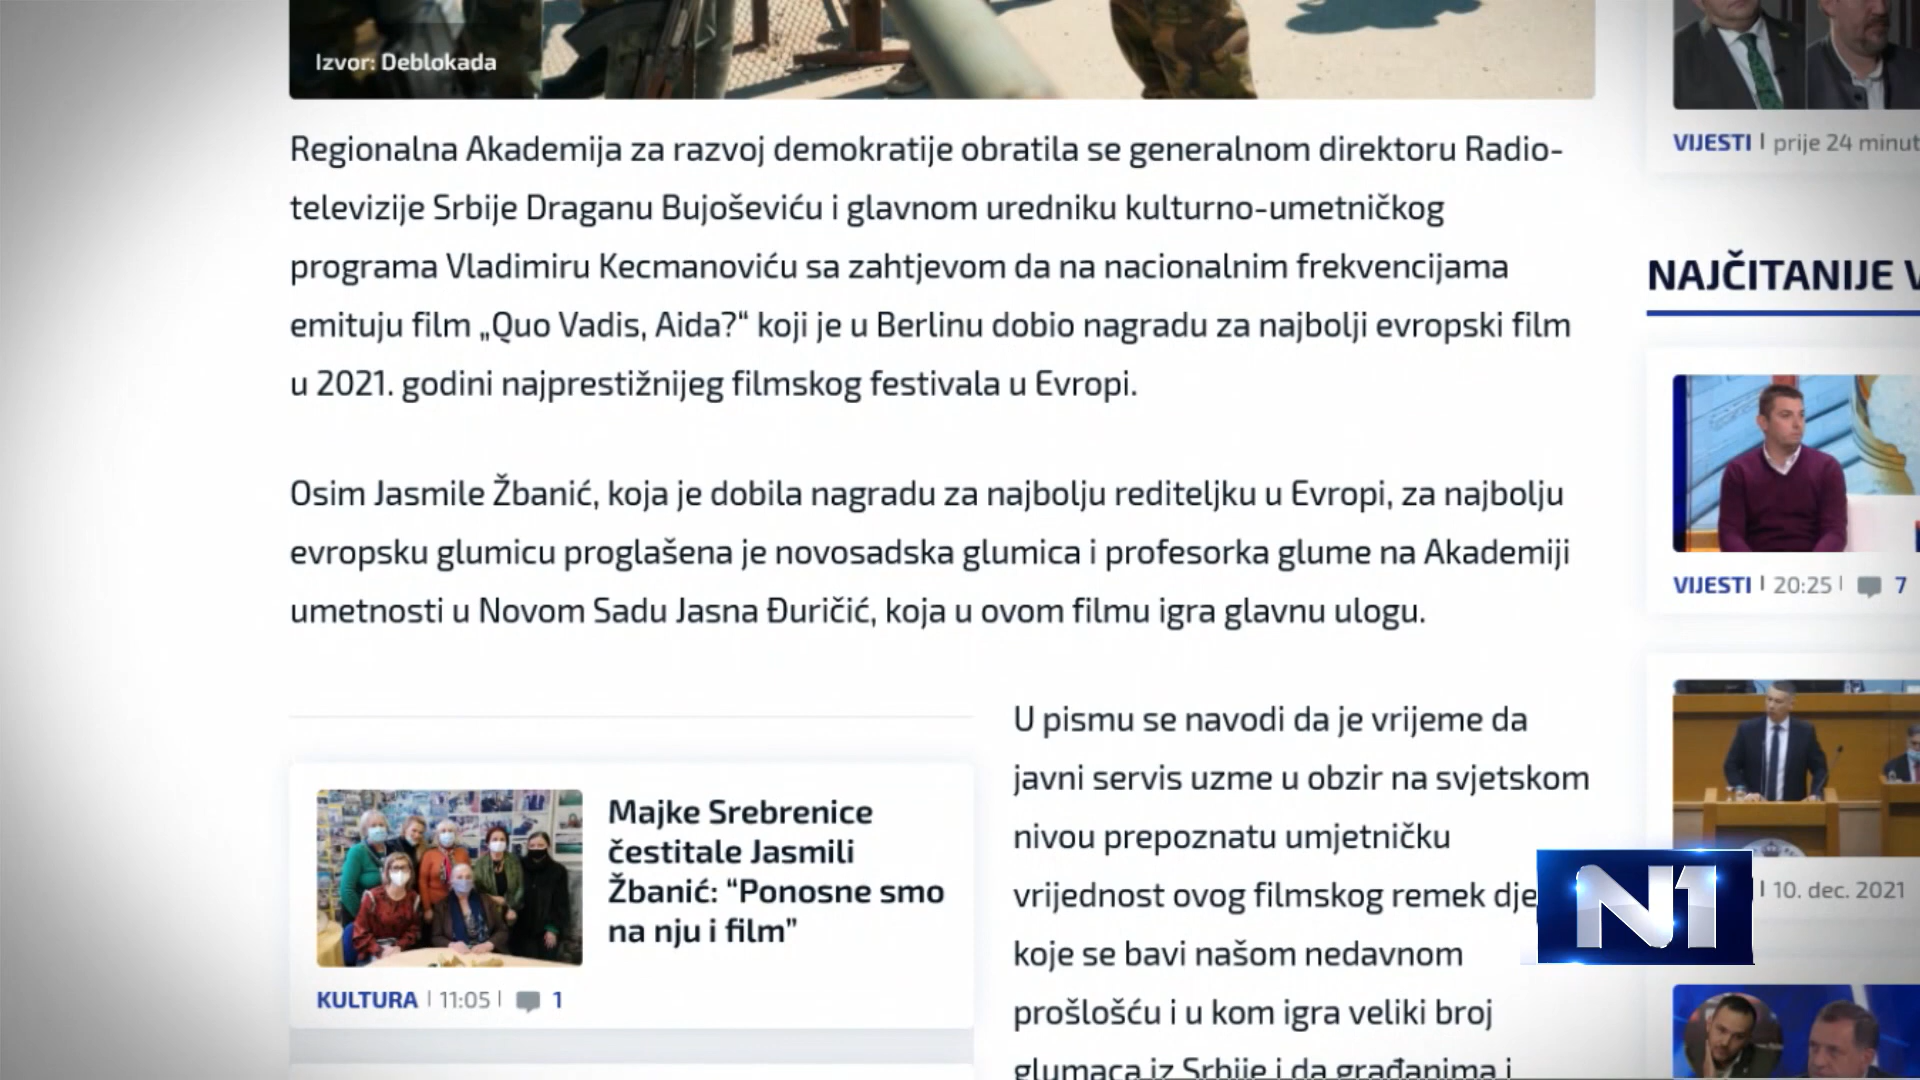 Izvor: Deblokada
Regionalna Akademija za razvoj demokratije obratila se generalnom direktoru Radio-
televizije Srbije Draganu Bujoševiću i glavnom uredniku kulturno-umetničkog
programa Vladimiru Kecmanoviću sa zahtjevom da na nacionalnim frekvencijama
emituju film „Quo Vadis, Aida?“ koji je u Berlinu dobio nagradu za najbolji evropski film
u 2021. godini najprestižnijeg filmskog festivala u Evropi.
Osim Jasmile Žbanić, koja je dobila nagradu za najbolju rediteljku u Evropi, za najbolju
evropsku glumicu proglašena je novosadska glumica i profesorka glume na Akademiji
umetnosti u Novom Sadu Jasna Đuričić, koja u ovom filmu igra glavnu ulogu.
Majke Srebrenice
čestitale Jasmili
Žbanić: “Ponosne smo
na nju i film”
KULTURA | 11:05 | 1
U pismu se navodi da je vrijeme da
javni servis uzme u obzir na svjetskom
nivou prepoznatu umjetničku
vrijednost ovog filmskog remek dje
koje se bavi našom nedavnom
prošlošću i u kom igra veliki broj
glumaca iz Srbije i da građanima i
VIJESTI | prije 24 minut
NAJČITANIJE V
VIJESTI | 20:25 | 7
| 10. dec. 2021
N1